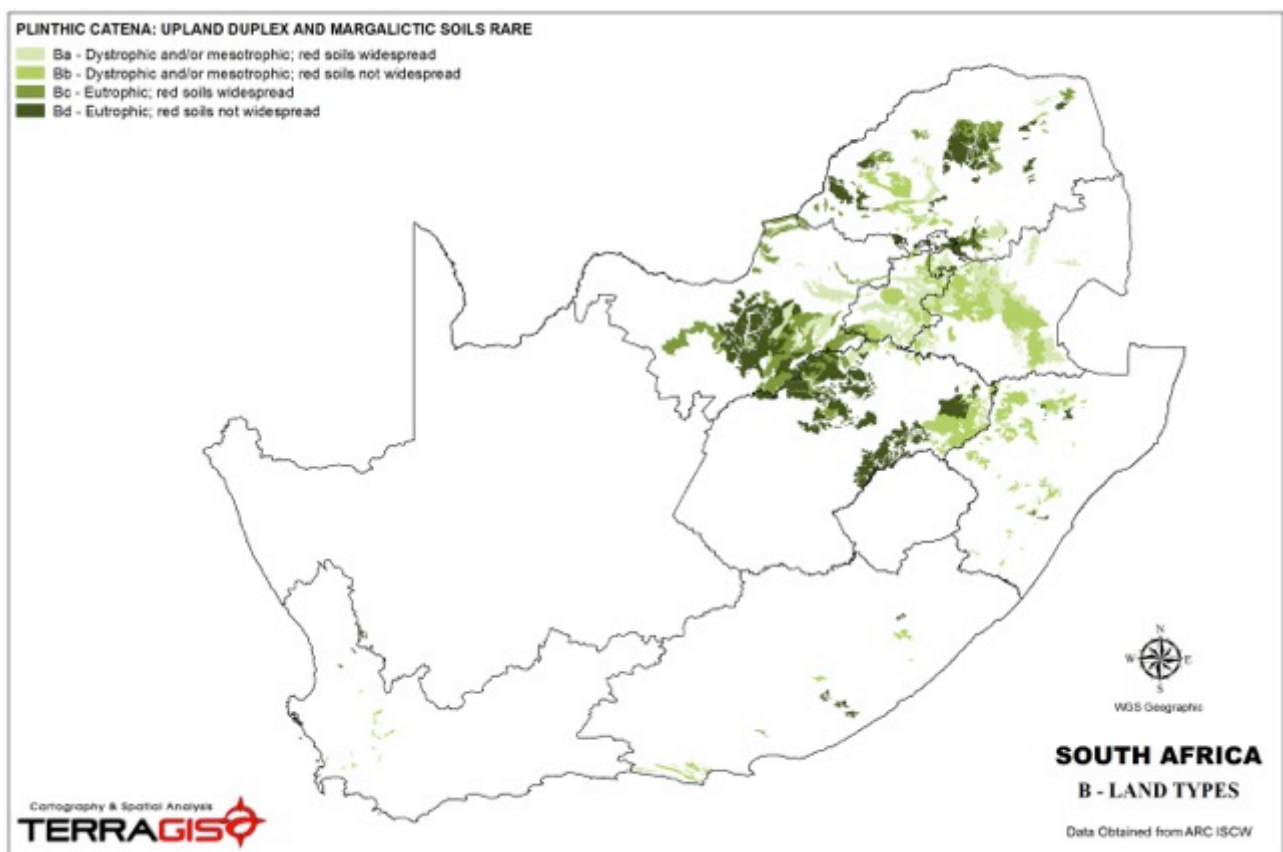 PLINTHIC CATENA: UPLAND DUPLEX AND MARGALICTIC SOILS RARE
Ba - Dystrophic and/or mesotrophic; red soils widespread
Bb - Dystrophic and/or mesotrophic; red soils not widespread
Bc - Eutrophic; red soils widespread
Bd - Eutrophic; red soils not widespread
N
W E
S
WGS Geographic
SOUTH AFRICA
B - LAND TYPES
Data Obtained from ARC ISCW
Cartography & Spatial Analysis
TERRAGIS